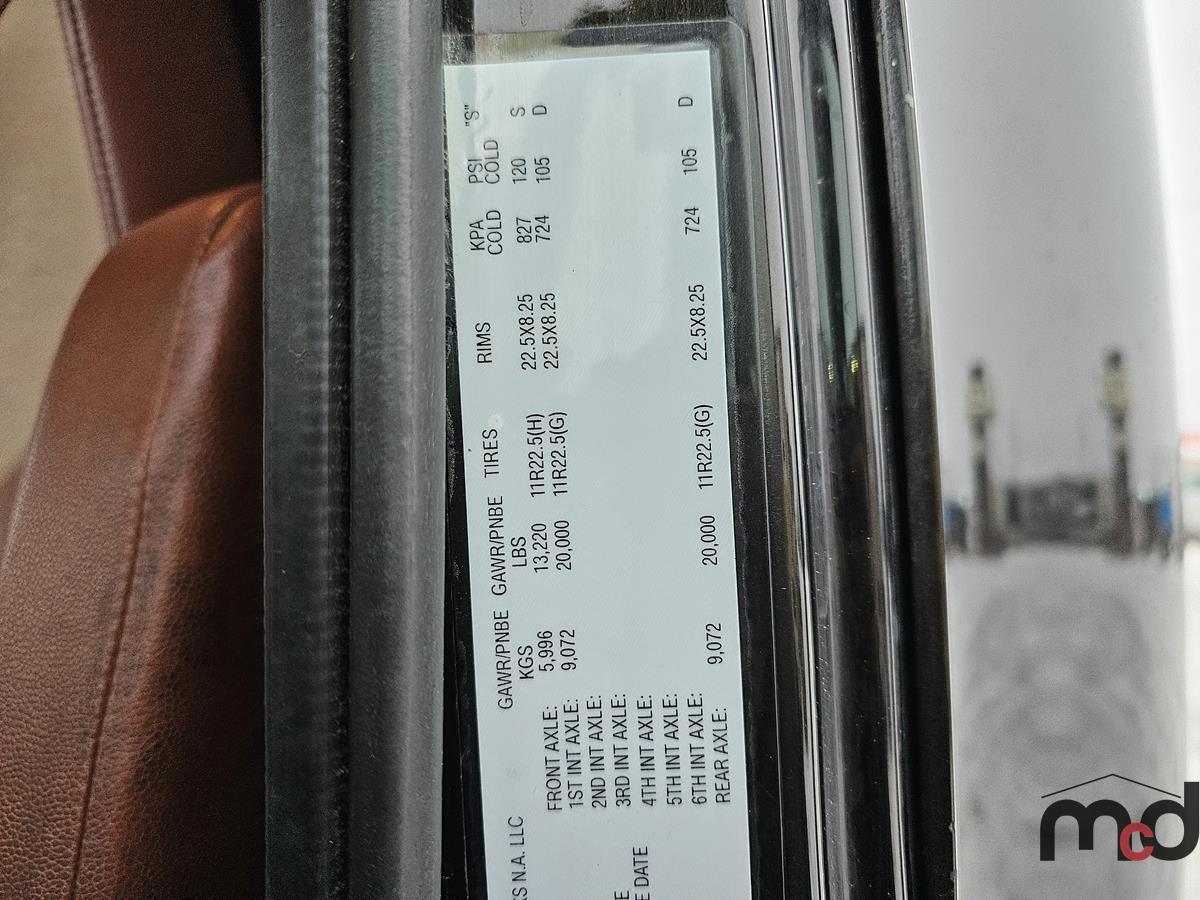 GAWR/PNBE GAWR/PNBE TIRES RIMS KPA PSI "S"
KGS LBS COLD COLD
FRONT AXLE: 5,996 13,220 11R22.5(H) 22.5X8.25 827 120 S
1ST INT AXLE: 9,072 20,000 11R22.5(G) 22.5X8.25 724 105 D
2ND INT AXLE:
3RD INT AXLE:
4TH INT AXLE:
5TH INT AXLE:
6TH INT AXLE:
REAR AXLE: 9,072 20,000 11R22.5(G) 22.5X8.25 724 105 D
N.A. LLC
DATE
mcd